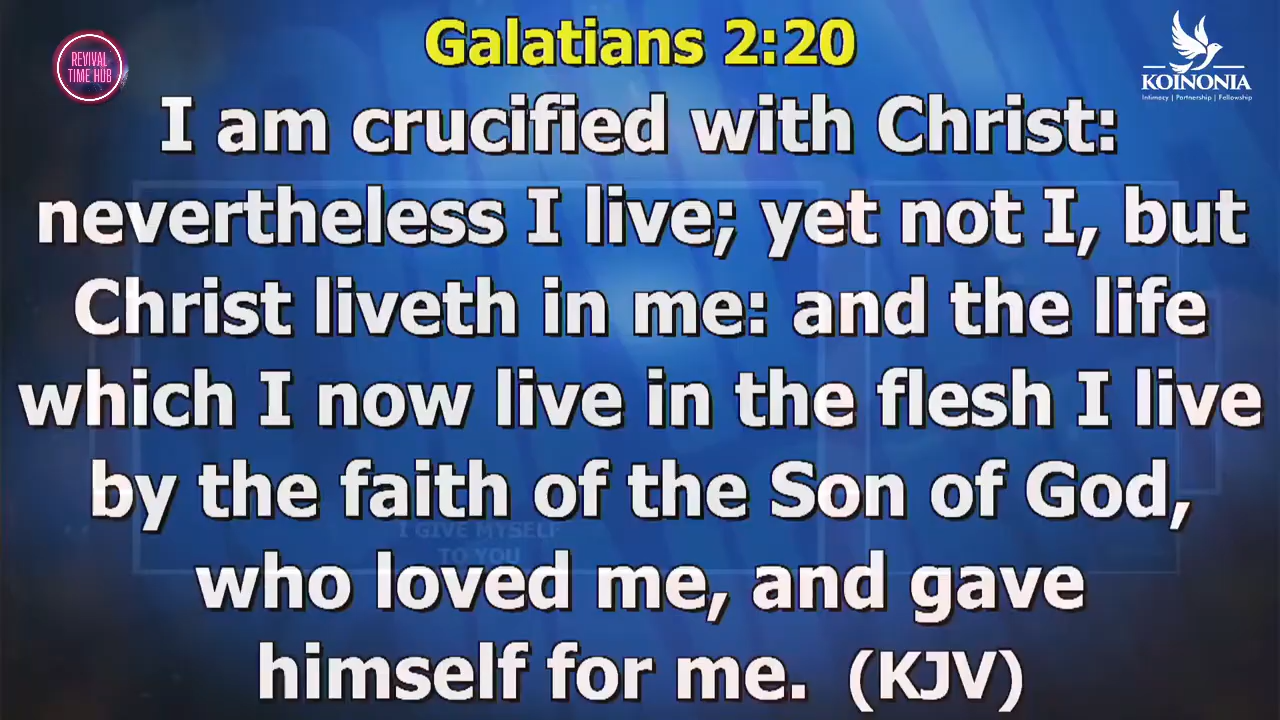 Galatians 2:20
REVIVAL
TIME HUB
KOINONIA
Intimacy | Partnership | Fellowship
I am crucified with Christ:
nevertheless I live; yet not I, but
Christ liveth in me: and the life
which I now live in the flesh I live
by the faith of the Son of God,
I GIVE MYSELF
TO YOU
who loved me, and gave
himself for me. (KJV)